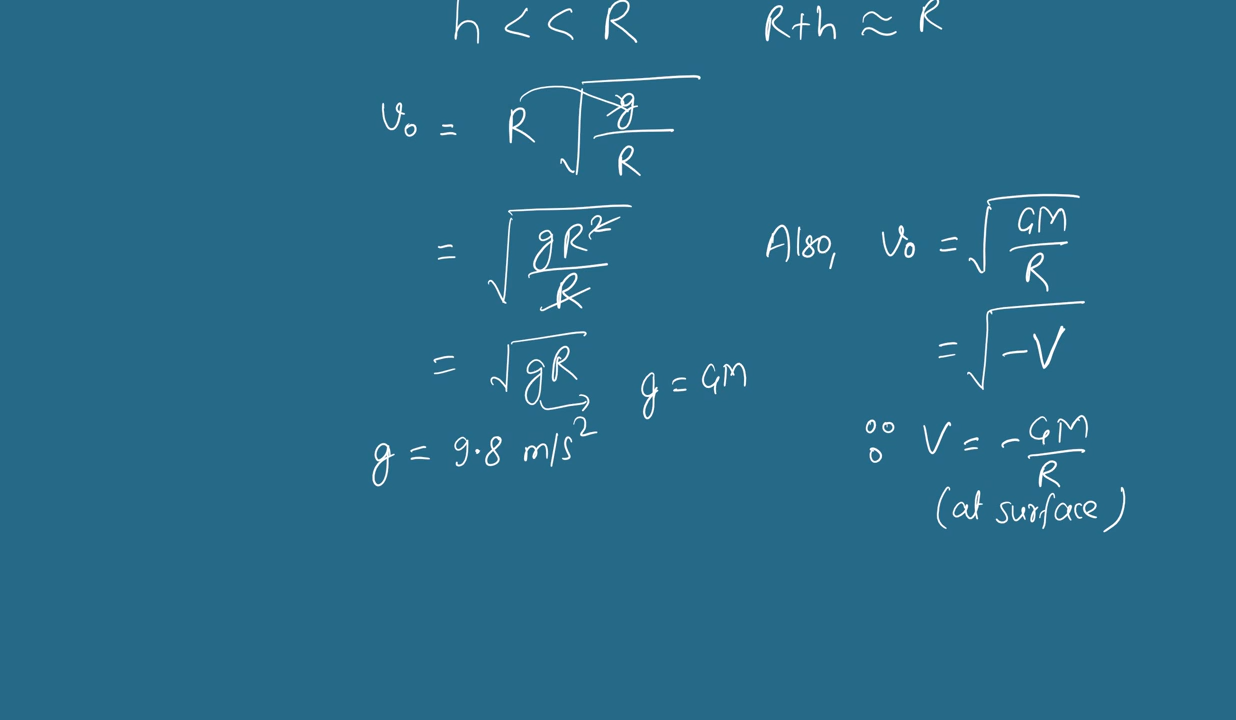 h << R R+h ≈ R
v₀ = R √(g/R)
= √(gR²/R)
= √(gR)
g = GM
g = 9.8 m/s²
Also, v₀ = √(GM/R)
= √(-V)
∵ V = -GM/R
(at surface)